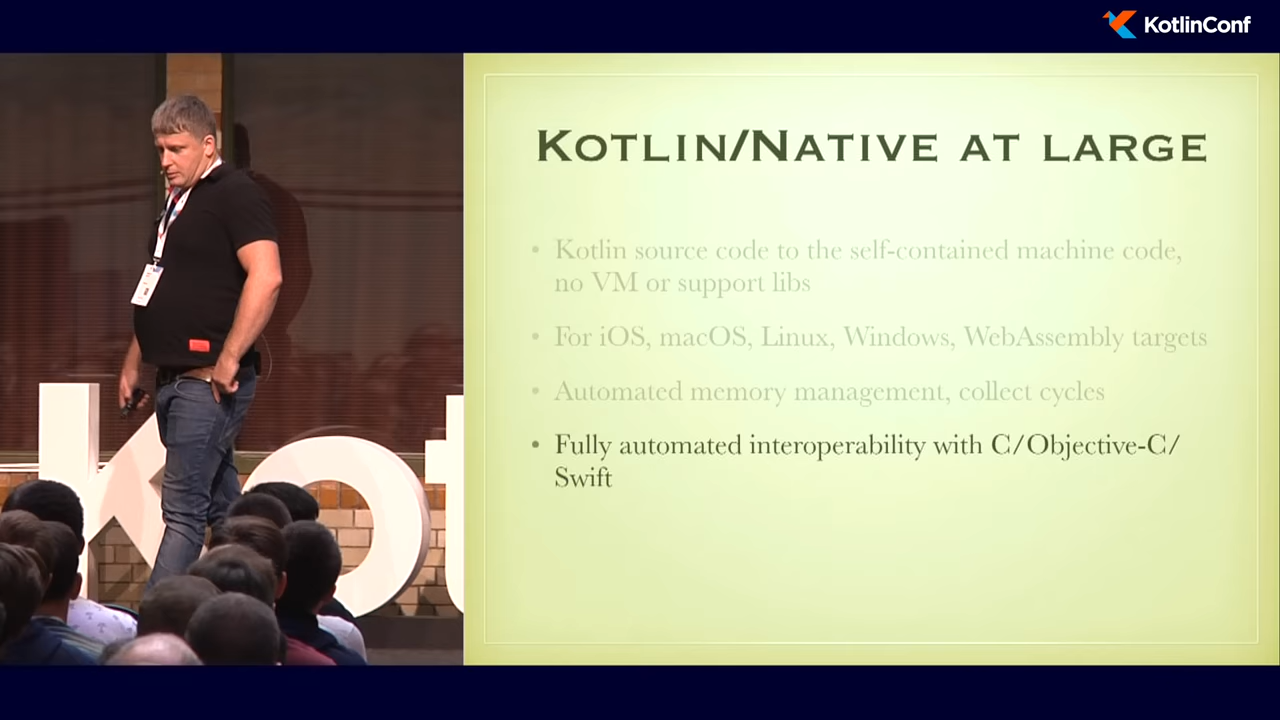 KotlinConf
KOTLIN/NATIVE AT LARGE
• Kotlin source code to the self-contained machine code,
no VM or support libs
• For iOS, macOS, Linux, Windows, WebAssembly targets
• Automated memory management, collect cycles
• Fully automated interoperability with C/Objective-C/
Swift
Kot